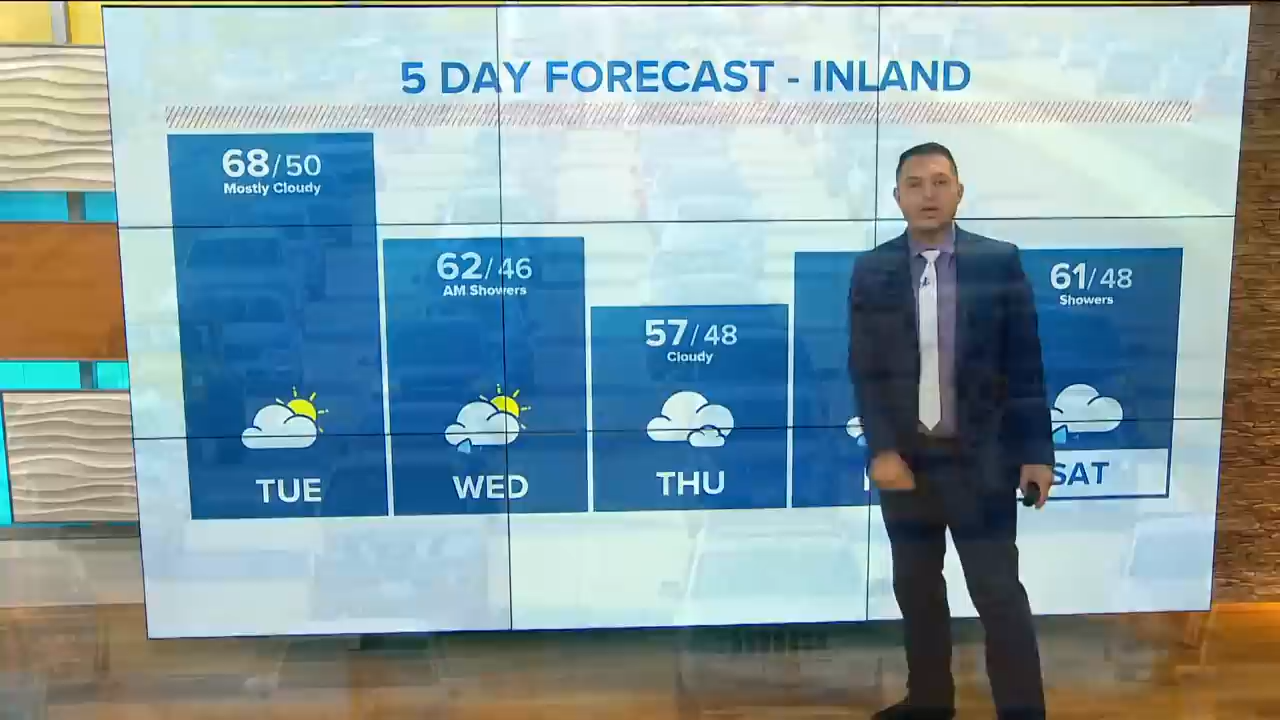 5 DAY FORECAST - INLAND
68/50
Mostly Cloudy
TUE
62/46
AM Showers
WED
57/48
Cloudy
THU
61/48
Showers
SAT